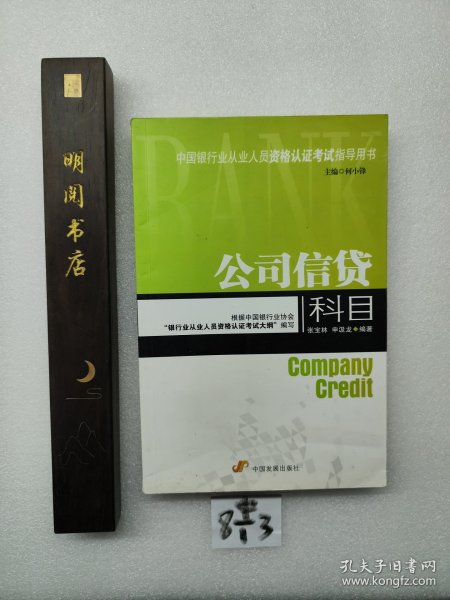 明阅书店
BANK
中国银行业从业人员资格认证考试指导用书
主编○何小锋
公司信贷
科目
根据中国银行业协会
“银行业从业人员资格认证考试大纲”编写
张宝林 申湛龙◆编著
Company
Credit
中国发展出版社
孔夫子旧书网
www.kongfz.com